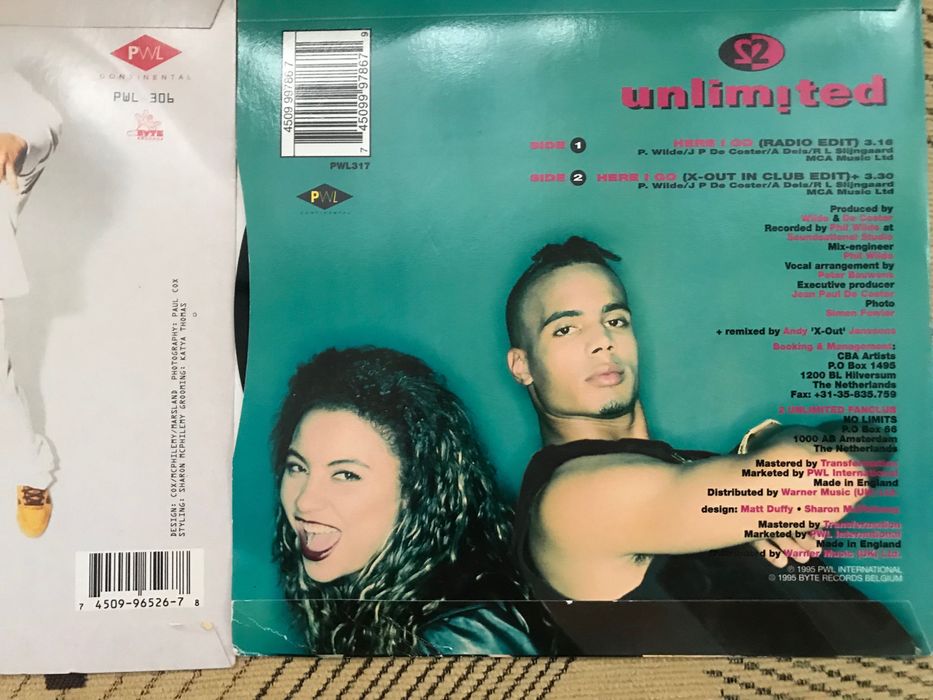 PWL
CONTINENTAL
PWL 306
BYTE
RECORDS
DESIGN: COX/MCPHILEMY/MARSLAND PHOTOGRAPHY: PAUL COX
STYLING: SHARON MCPHILEMY GROOMING: KATYA THOMAS
7 4509-96526-7 8
4509 99786 7
7 45099 97867 9
PWL317
PWL
CONTINENTAL
2
unlimited
SIDE 1 HERE I GO (RADIO EDIT) 3.16
P. Wilde/J P De Coster/A Dels/R L Slijngaard
MCA Music Ltd
SIDE 2 HERE I GO (X-OUT IN CLUB EDIT)+ 3.30
P. Wilde/J P De Coster/A Dels/R L Slijngaard
MCA Music Ltd
Produced by
Wilde & De Coster
Recorded by Phil Wilde at
Soundsational Studio
Mix-engineer
Phil Wilde
Vocal arrangement by
Peter Bauwens
Executive producer
Jean Paul De Coster
Photo
Simon Fowler
+ remixed by Andy 'X-Out' Janssens
Booking & Management:
CBA Artists
P.O Box 1495
1200 BL Hilversum
The Netherlands
Fax: +31-35-835.759
2 UNLIMITED FANCLUB
NO LIMITS
P.O Box 66
1000 AB Amsterdam
The Netherlands
Mastered by Transfermation
Marketed by PWL International
Made in England
Distributed by Warner Music (UK) Ltd.
design: Matt Duffy • Sharon McPhilemy
Mastered by Transfermation
Marketed by PWL International
Made in England
Distributed by Warner Music (UK) Ltd.
℗ 1995 PWL INTERNATIONAL
© 1995 BYTE RECORDS BELGIUM